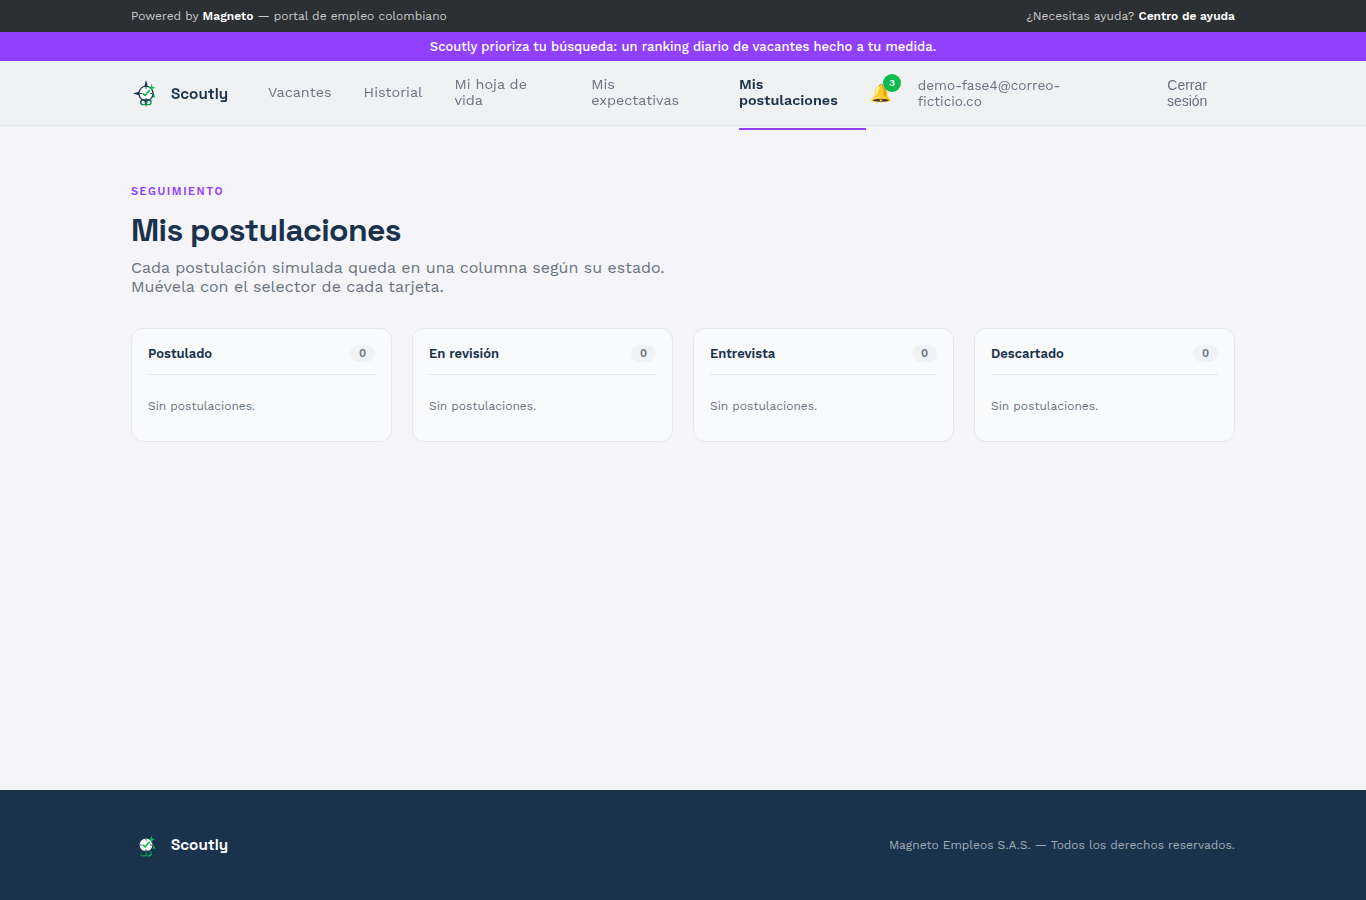 Powered by Magneto — portal de empleo colombiano
¿Necesitas ayuda? Centro de ayuda
Scoutly prioriza tu búsqueda: un ranking diario de vacantes hecho a tu medida.
Scoutly
Vacantes
Historial
Mi hoja de
vida
Mis
expectativas
Mis
postulaciones
3
demo-fase4@correo-
ficticio.co
Cerrar
sesión
SEGUIMIENTO
Mis postulaciones
Cada postulación simulada queda en una columna según su estado.
Muévela con el selector de cada tarjeta.
Postulado 0
Sin postulaciones.
En revisión 0
Sin postulaciones.
Entrevista 0
Sin postulaciones.
Descartado 0
Sin postulaciones.
Scoutly
Magneto Empleos S.A.S. — Todos los derechos reservados.